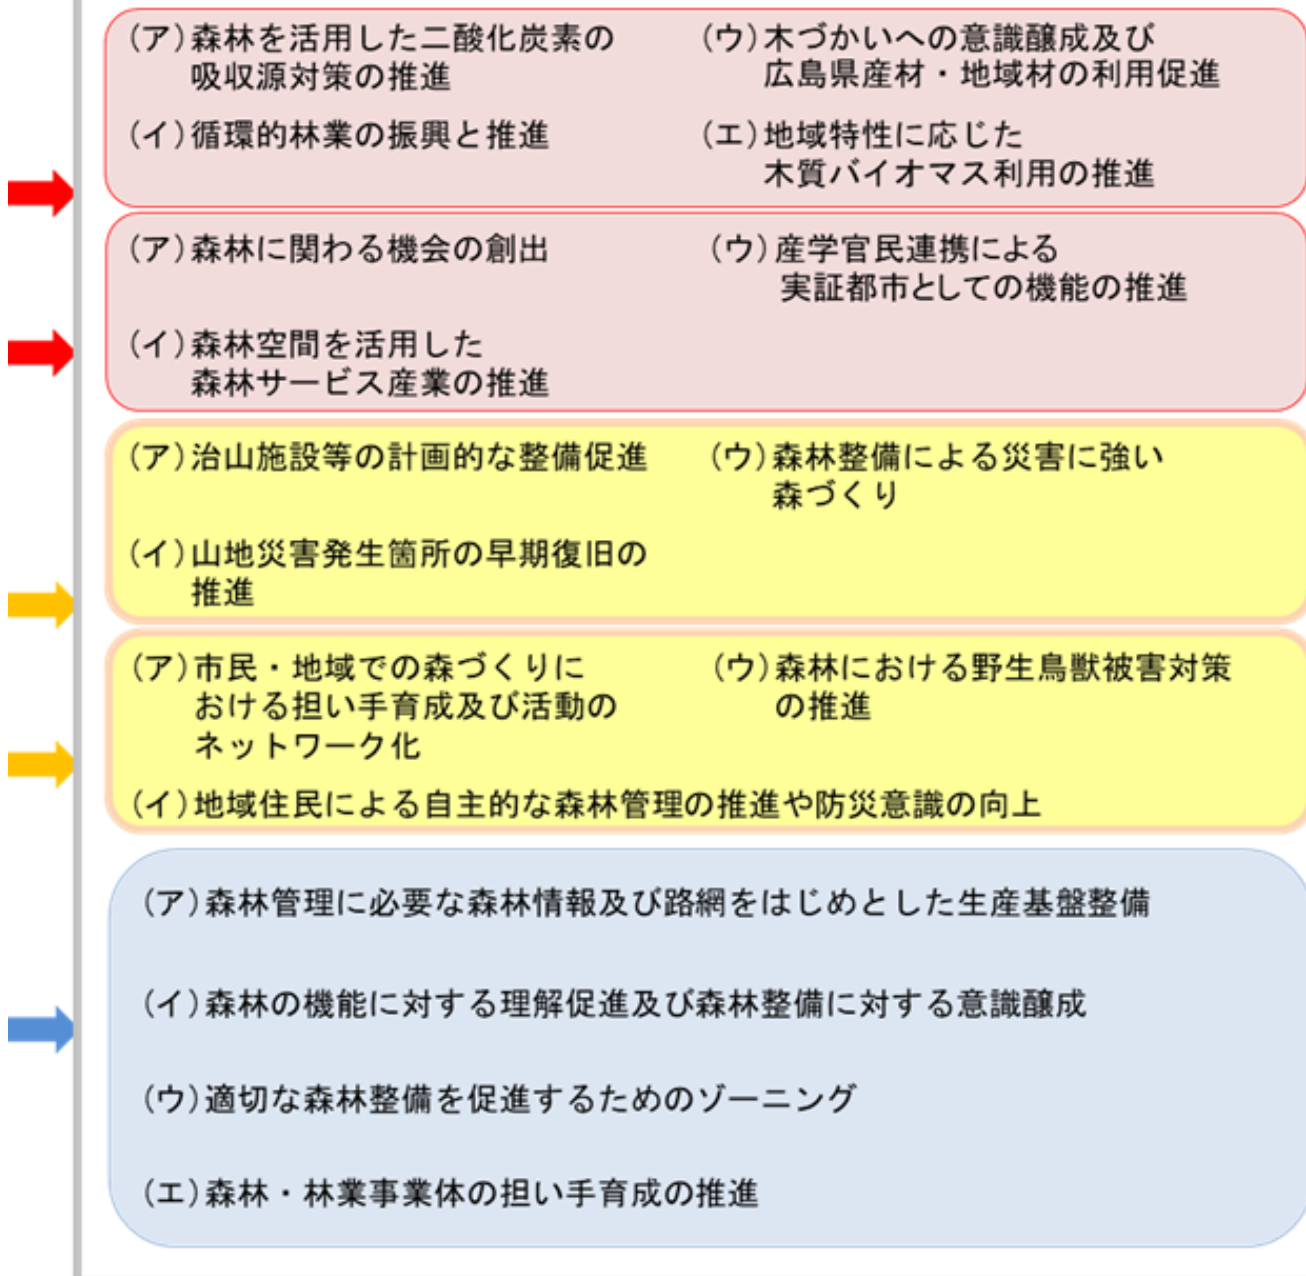 (ア)森林を活用した二酸化炭素の
吸収源対策の推進
(イ)循環的林業の振興と推進
(ウ)木づかいへの意識醸成及び
広島県産材・地域材の利用促進
(エ)地域特性に応じた
木質バイオマス利用の推進
(ア)森林に関わる機会の創出
(イ)森林空間を活用した
森林サービス産業の推進
(ウ)産学官民連携による
実証都市としての機能の推進
(ア)治山施設等の計画的な整備促進
(イ)山地災害発生箇所の早期復旧の
推進
(ウ)森林整備による災害に強い
森づくり
(ア)市民・地域での森づくりに
おける担い手育成及び活動の
ネットワーク化
(ウ)森林における野生鳥獣被害対策
の推進
(イ)地域住民による自主的な森林管理の推進や防災意識の向上
(ア)森林管理に必要な森林情報及び路網をはじめとした生産基盤整備
(イ)森林の機能に対する理解促進及び森林整備に対する意識醸成
(ウ)適切な森林整備を促進するためのゾーニング
(エ)森林・林業事業体の担い手育成の推進